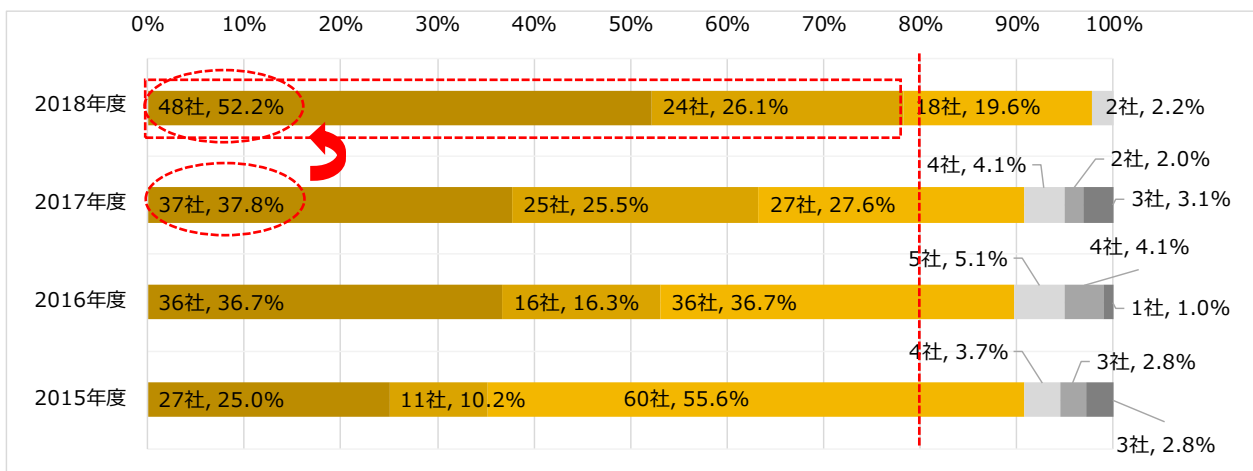 0% 10% 20% 30% 40% 50% 60% 70% 80% 90% 100%
2018年度 48社, 52.2% 24社, 26.1% 18社, 19.6% 2社, 2.2%
4社, 4.1% 2社, 2.0%
2017年度 37社, 37.8% 25社, 25.5% 27社, 27.6% 3社, 3.1%
5社, 5.1% 4社, 4.1%
2016年度 36社, 36.7% 16社, 16.3% 36社, 36.7% 1社, 1.0%
4社, 3.7% 3社, 2.8%
2015年度 27社, 25.0% 11社, 10.2% 60社, 55.6%
3社, 2.8%